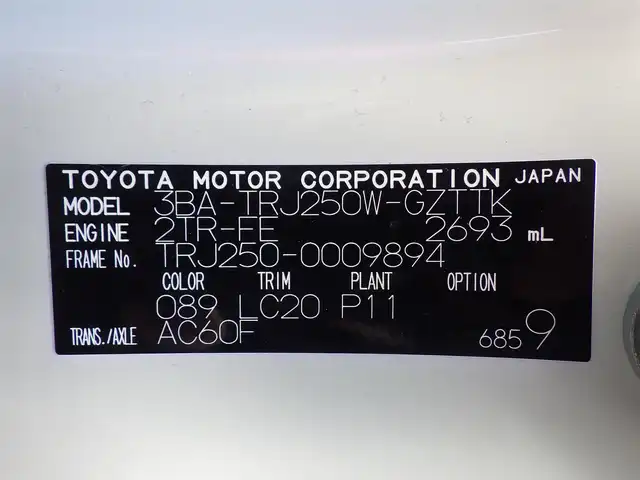 TOYOTA MOTOR CORPORATION JAPAN
MODEL 3BA-TRJ250W-GZTTK
ENGINE 2TR-FE 2693 mL
FRAME No. TRJ250-0009894
COLOR TRIM PLANT OPTION
089 LC20 P11
TRANS./AXLE AC60F 6859